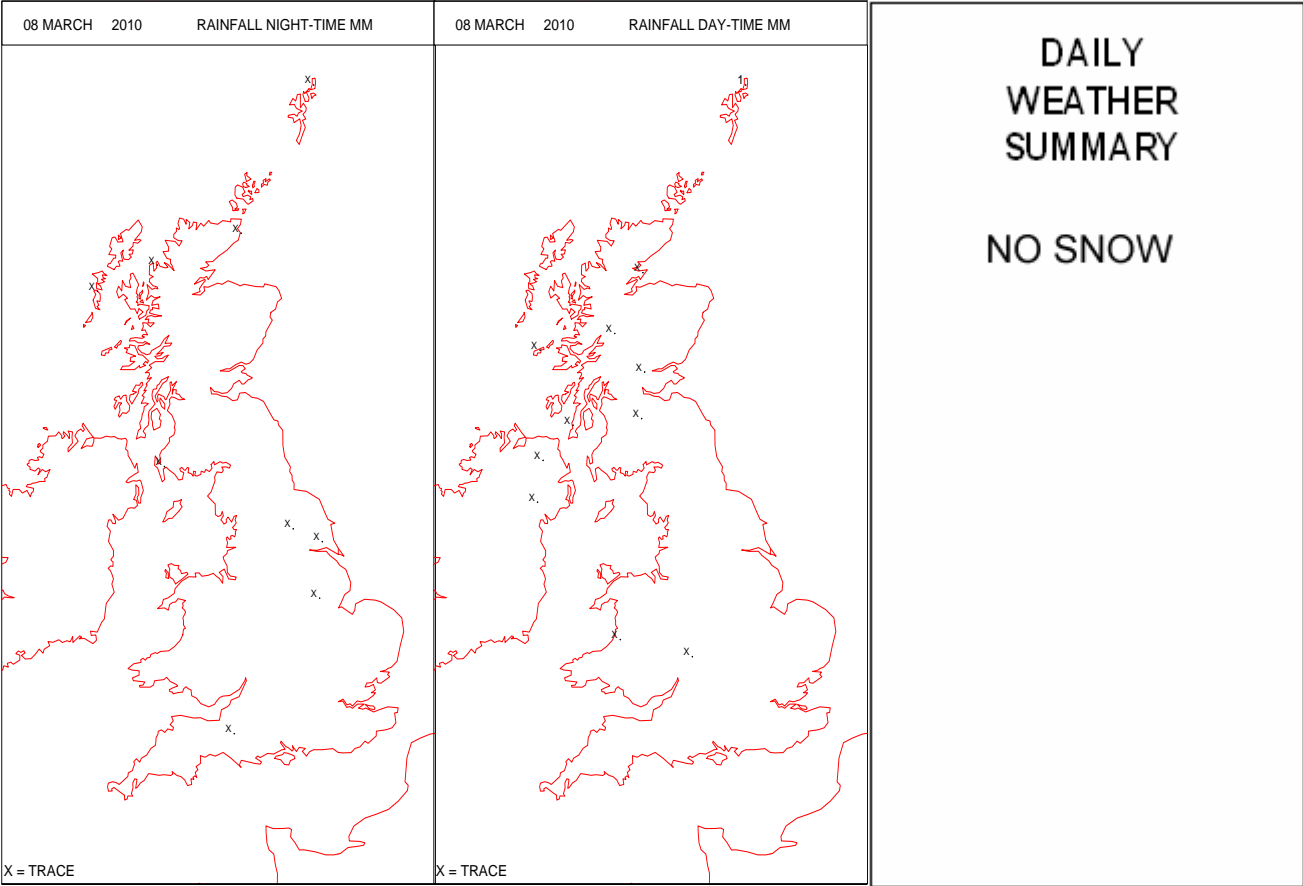 08 MARCH 2010 RAINFALL NIGHT-TIME MM
X
X.
X
X
X.
X.
X.
X.
X.
X = TRACE
08 MARCH 2010 RAINFALL DAY-TIME MM
1
X
X.
X
X.
X.
X
X.
X.
X.
X.
X = TRACE
DAILY
WEATHER
SUMMARY
NO SNOW